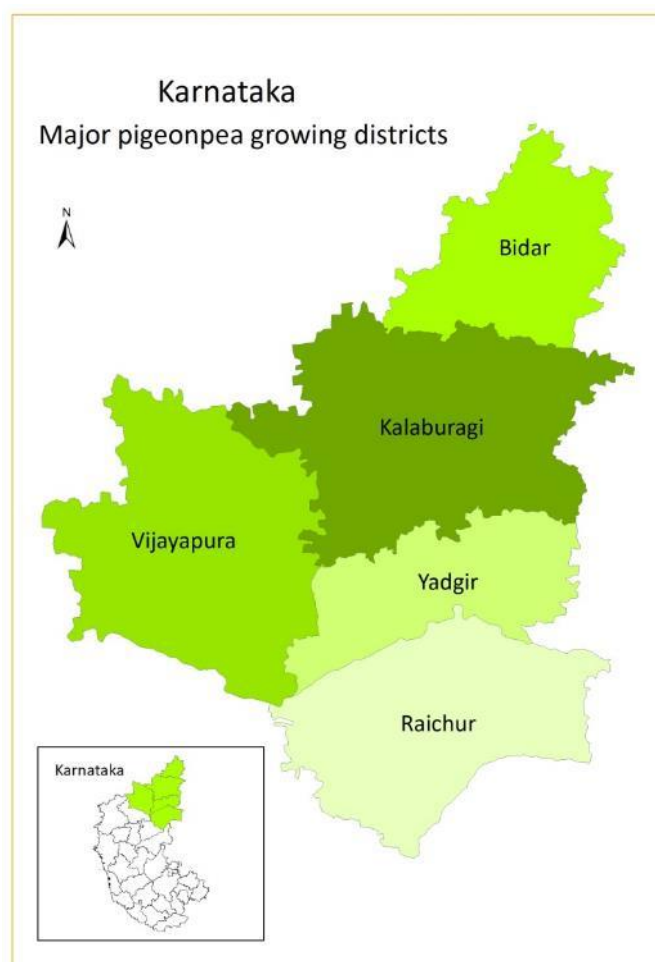 Karnataka
Major pigeonpea growing districts
N
Bidar
Kalaburagi
Vijayapura
Yadgir
Raichur
Karnataka